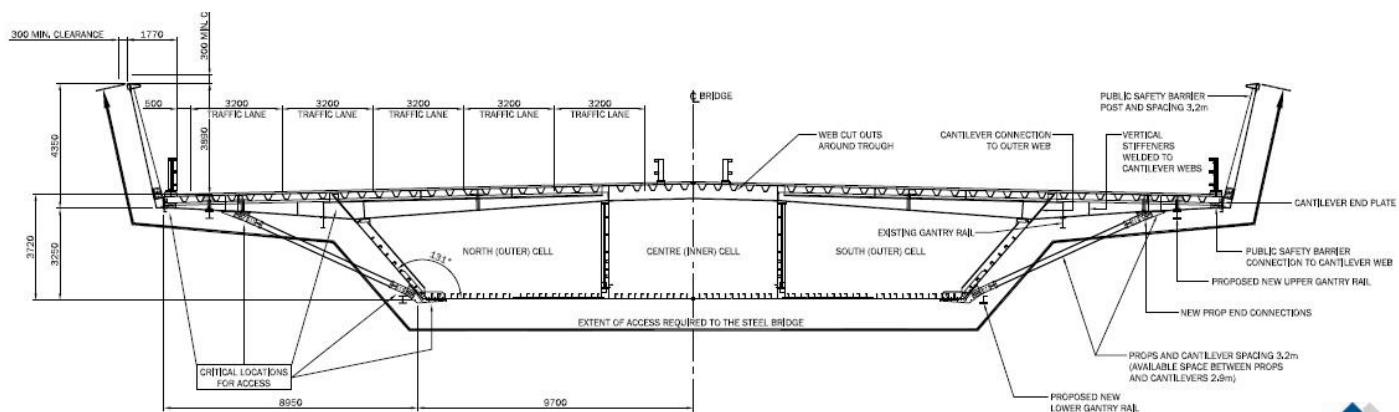 300 MIN. CLEARANCE
1770
300 MIN. C
500
3200
TRAFFIC LANE
3200
TRAFFIC LANE
3200
TRAFFIC LANE
3200
TRAFFIC LANE
3200
TRAFFIC LANE
4350
3890
3720
3250
℄ BRIDGE
WEB CUT OUTS
AROUND TROUGH
CANTILEVER CONNECTION
TO OUTER WEB
VERTICAL
STIFFENERS
WELDED TO
CANTILEVER WEBS
PUBLIC SAFETY BARRIER
POST AND SPACING 3.2m
CANTILEVER END PLATE
EXISTING GANTRY RAIL
NORTH (OUTER) CELL
CENTRE (INNER) CELL
SOUTH (OUTER) CELL
131°
PUBLIC SAFETY BARRIER
CONNECTION TO CANTILEVER WEB
PROPOSED NEW UPPER GANTRY RAIL
NEW PROP END CONNECTIONS
EXTENT OF ACCESS REQUIRED TO THE STEEL BRIDGE
PROPS AND CANTILEVER SPACING 3.2m
(AVAILABLE SPACE BETWEEN PROPS
AND CANTILEVERS 2.9m)
CRITICAL LOCATIONS
FOR ACCESS
8950
9700
PROPOSED NEW
LOWER GANTRY RAIL